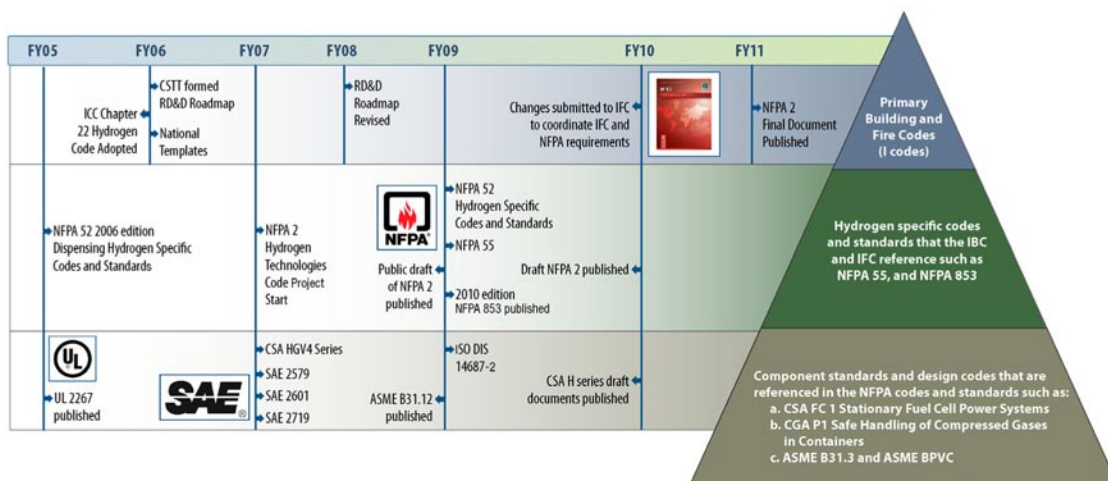 FY05
FY06
FY07
FY08
FY09
FY10
FY11
ICC Chapter
22 Hydrogen
Code Adopted
CSTT formed
RD&D Roadmap
National
Templates
RD&D
Roadmap
Revised
Changes submitted to IFC
to coordinate IFC and
NFPA requirements
NFPA 2
Final Document
Published
Primary
Building and
Fire Codes
(I codes)
NFPA 52 2006 edition
Dispensing Hydrogen Specific
Codes and Standards
NFPA 2
Hydrogen
Technologies
Code Project
Start
NFPA®
Public draft
of NFPA 2
published
NFPA 52
Hydrogen Specific
Codes and Standards
NFPA 55
2010 edition
NFPA 853 published
Draft NFPA 2 published
Hydrogen specific codes
and standards that the IBC
and IFC reference such as
NFPA 55, and NFPA 853
UL
UL 2267
published
SAE®
CSA HGV4 Series
SAE 2579
SAE 2601
SAE 2719
ASME B31.12
published
ISO DIS
14687-2
CSA H series draft
documents published
Component standards and design codes that are
referenced in the NFPA codes and standards such as:
a. CSA FC 1 Stationary Fuel Cell Power Systems
b. CGA P1 Safe Handling of Compressed Gases
in Containers
c. ASME B31.3 and ASME BPVC